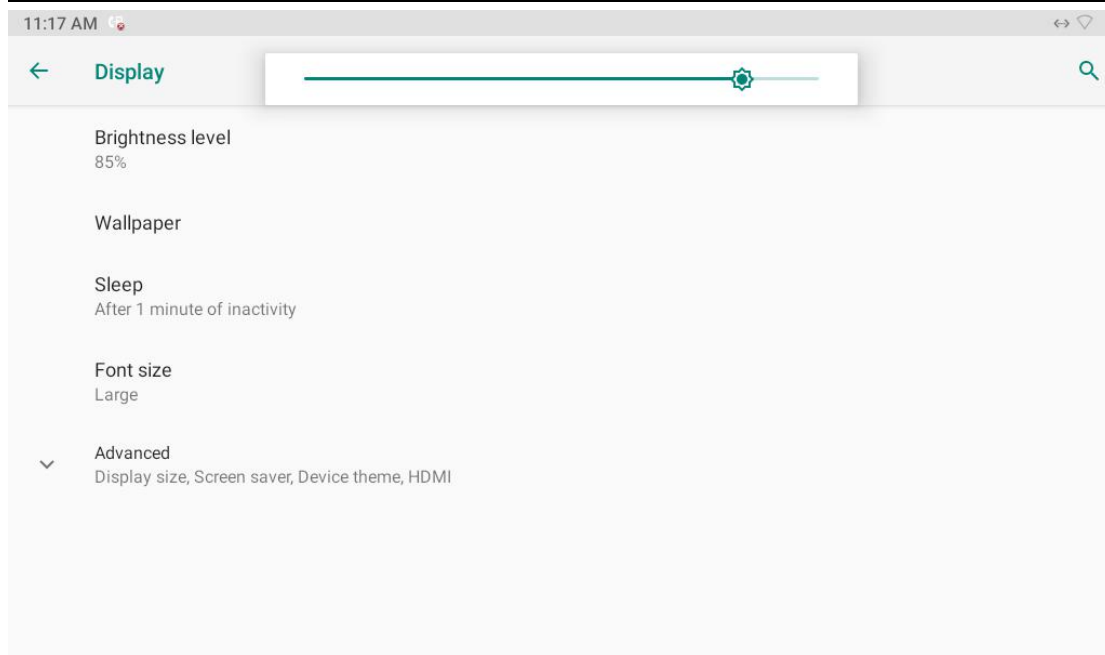 11:17 AM
Display
Brightness level
85%
Wallpaper
Sleep
After 1 minute of inactivity
Font size
Large
Advanced
Display size, Screen saver, Device theme, HDMI